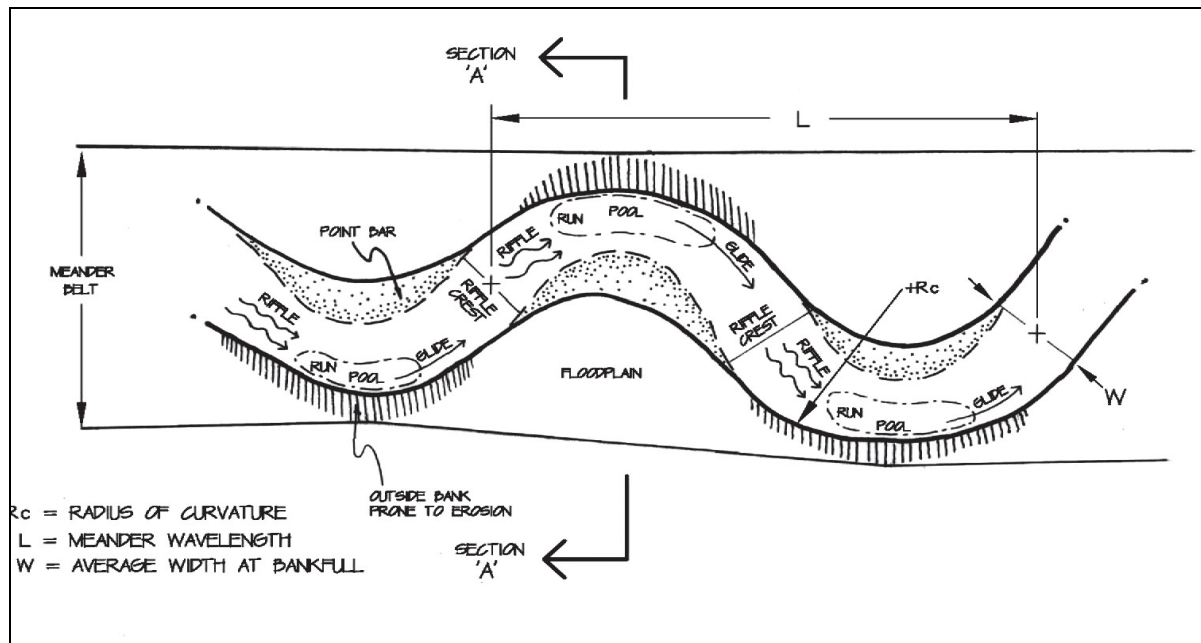 SECTION
'A'
L
POINT BAR
RUN
POOL
RIFFLE
GLIDE
MEANDER
BELT
RIFFLE
CREST
+Rc
RIFFLE
RIFFLE
CREST
RIFFLE
GLIDE
RUN
POOL
FLOODPLAIN
W
GLIDE
RUN
POOL
OUTSIDE BANK
PRONE TO EROSION
Rc = RADIUS OF CURVATURE
L = MEANDER WAVELENGTH
W = AVERAGE WIDTH AT BANKFULL
SECTION
'A'